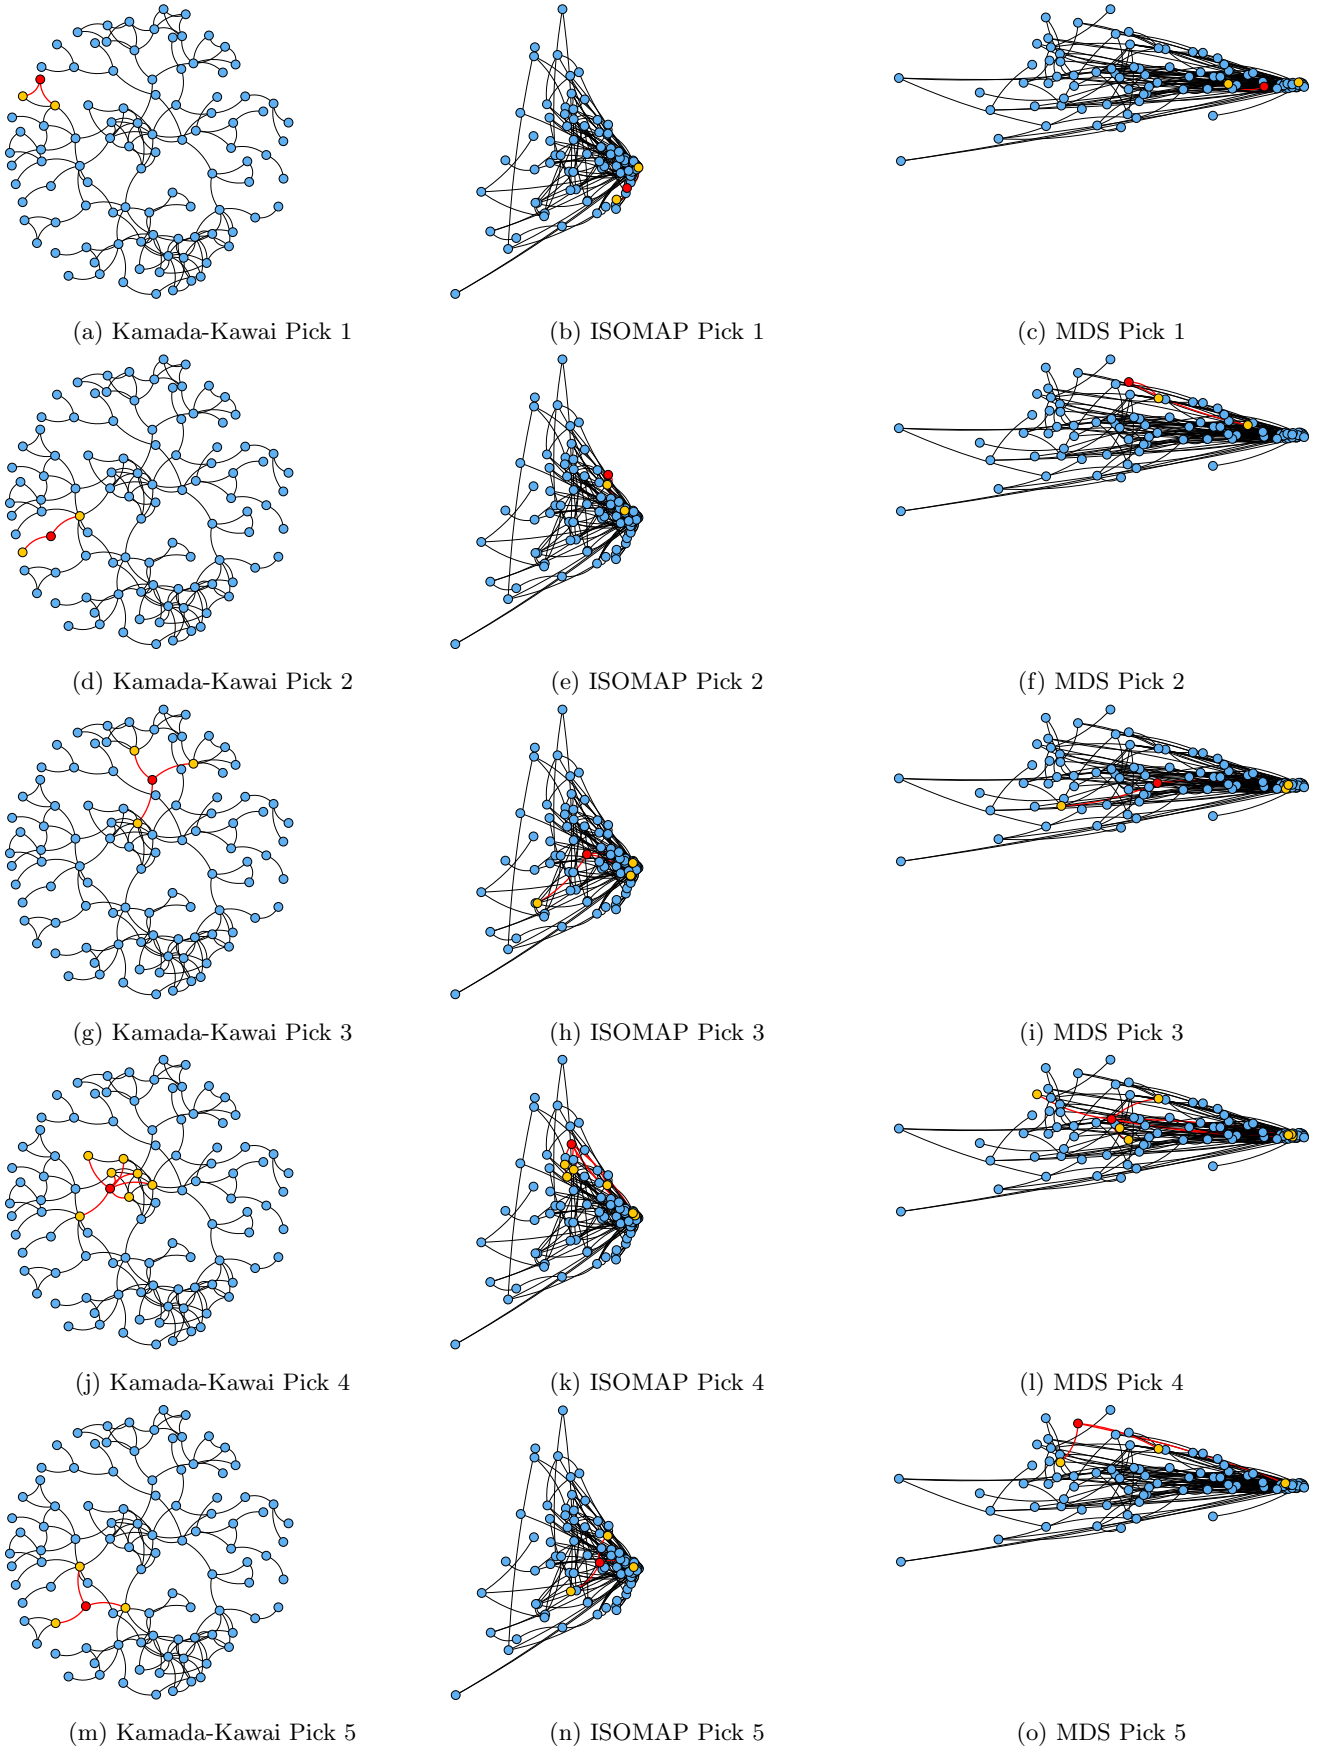 (a) Kamada-Kawai Pick 1
(b) ISOMAP Pick 1
(c) MDS Pick 1
(d) Kamada-Kawai Pick 2
(e) ISOMAP Pick 2
(f) MDS Pick 2
(g) Kamada-Kawai Pick 3
(h) ISOMAP Pick 3
(i) MDS Pick 3
(j) Kamada-Kawai Pick 4
(k) ISOMAP Pick 4
(l) MDS Pick 4
(m) Kamada-Kawai Pick 5
(n) ISOMAP Pick 5
(o) MDS Pick 5